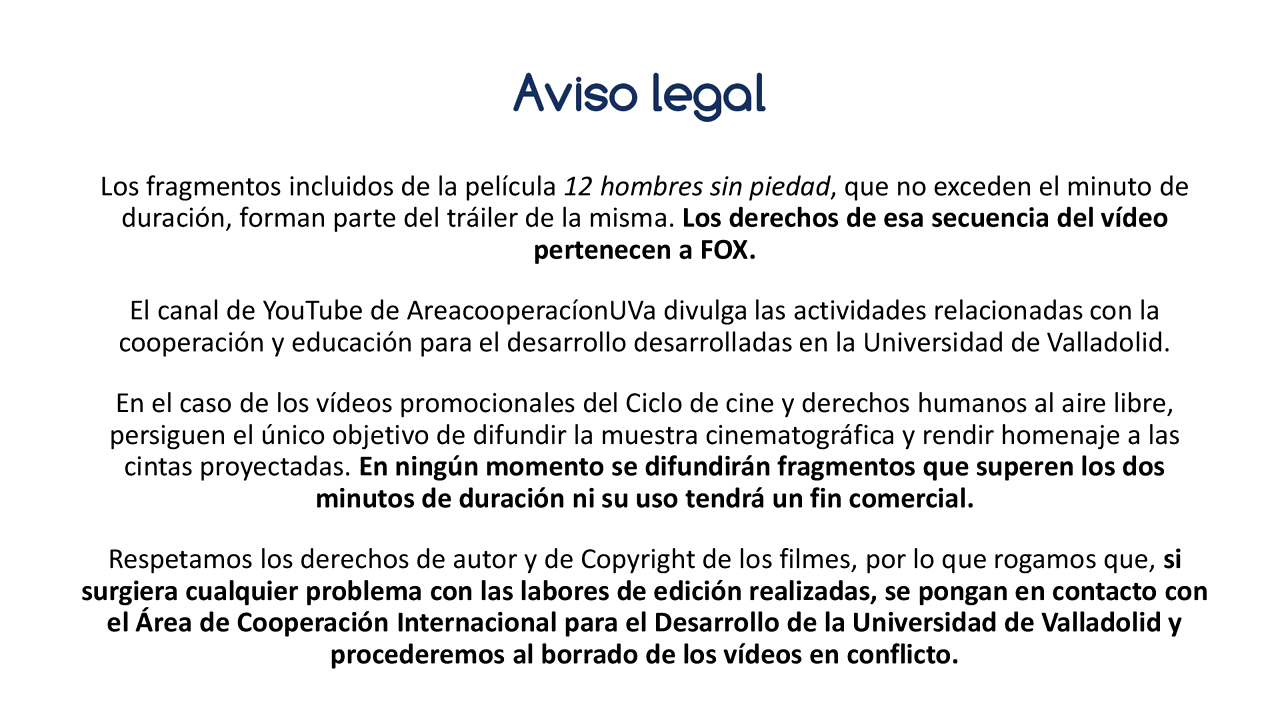 Aviso legal
Los fragmentos incluidos de la película 12 hombres sin piedad, que no exceden el minuto de
duración, forman parte del tráiler de la misma. Los derechos de esa secuencia del vídeo
pertenecen a FOX.
El canal de YouTube de AreacooperacíonUVa divulga las actividades relacionadas con la
cooperación y educación para el desarrollo desarrolladas en la Universidad de Valladolid.
En el caso de los vídeos promocionales del Ciclo de cine y derechos humanos al aire libre,
persiguen el único objetivo de difundir la muestra cinematográfica y rendir homenaje a las
cintas proyectadas. En ningún momento se difundirán fragmentos que superen los dos
minutos de duración ni su uso tendrá un fin comercial.
Respetamos los derechos de autor y de Copyright de los filmes, por lo que rogamos que, si
surgiera cualquier problema con las labores de edición realizadas, se pongan en contacto con
el Área de Cooperación Internacional para el Desarrollo de la Universidad de Valladolid y
procederemos al borrado de los vídeos en conflicto.